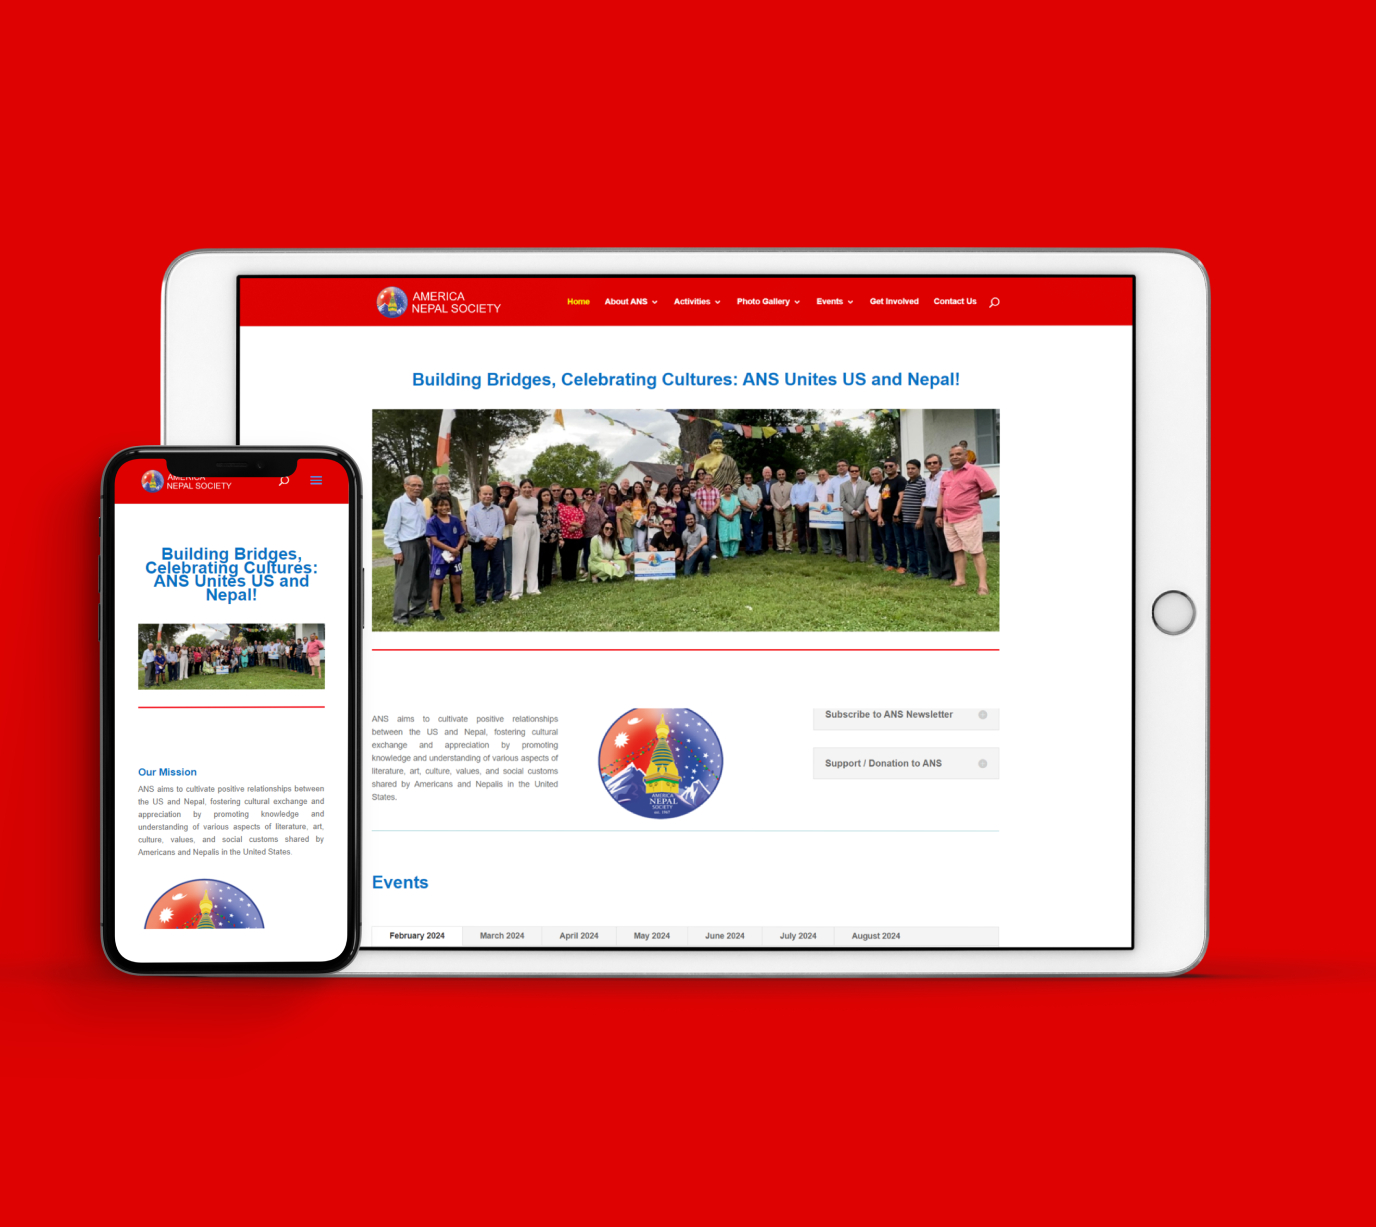 AMERICA
NEPAL SOCIETY
Home About ANS Activities Photo Gallery Events Get Involved Contact Us
Building Bridges, Celebrating Cultures: ANS Unites US and Nepal!
10
ANS aims to cultivate positive relationships
between the US and Nepal, fostering cultural
exchange and appreciation by promoting
knowledge and understanding of various aspects of
literature, art, culture, values, and social customs
shared by Americans and Nepalis in the United
States.
AMERICA
NEPAL
SOCIETY
Subscribe to ANS Newsletter
Support / Donation to ANS
Events
February 2024 March 2024 April 2024 May 2024 June 2024 July 2024 August 2024
AMERICA
NEPAL SOCIETY
Building Bridges,
Celebrating Cultures:
ANS Unites US and
Nepal!
Our Mission
ANS aims to cultivate positive relationships between
the US and Nepal, fostering cultural exchange and
appreciation by promoting knowledge and
understanding of various aspects of literature, art,
culture, values, and social customs shared by
Americans and Nepalis in the United States.